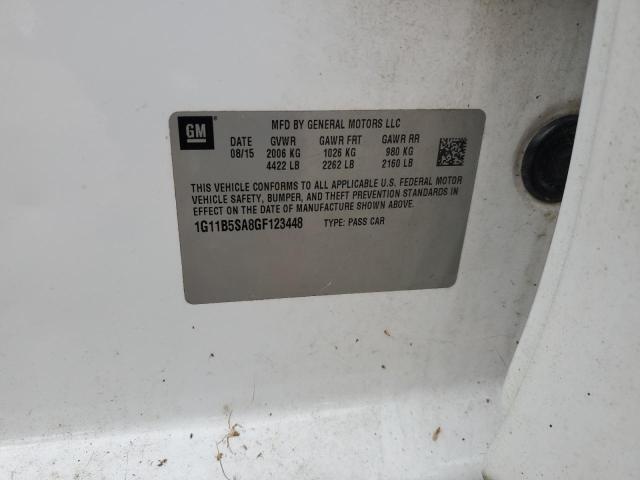 GM
MFD BY GENERAL MOTORS LLC
DATE GVWR GAWR FRT GAWR RR
08/15 2006 KG 1026 KG 980 KG
4422 LB 2262 LB 2160 LB
THIS VEHICLE CONFORMS TO ALL APPLICABLE U.S. FEDERAL MOTOR
VEHICLE SAFETY, BUMPER, AND THEFT PREVENTION STANDARDS IN
EFFECT ON THE DATE OF MANUFACTURE SHOWN ABOVE.
1G11B5SA8GF123448 TYPE: PASS CAR